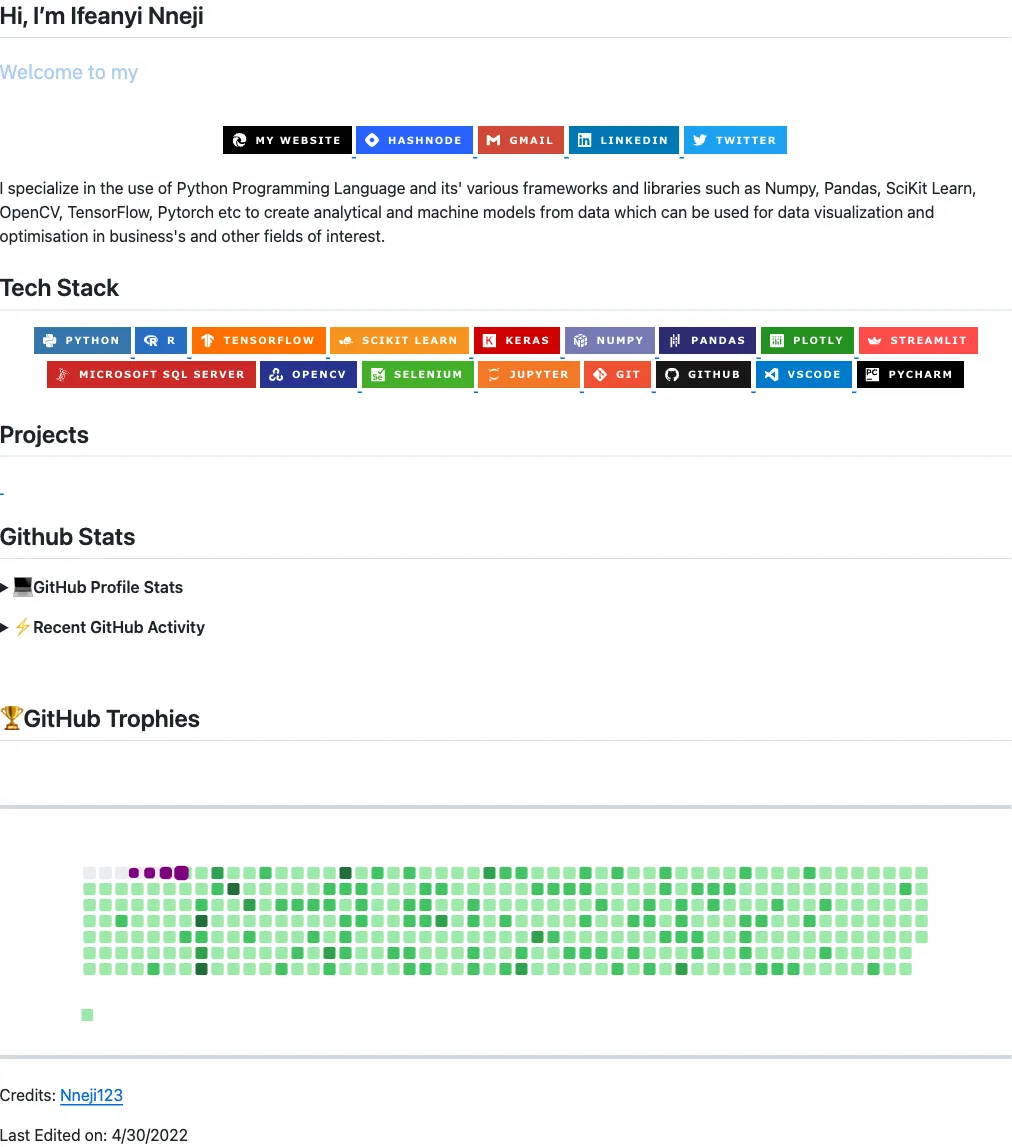 Hi, I’m Ifeanyi Nneji
Welcome to my
MY WEBSITE HASHNODE GMAIL LINKEDIN TWITTER
I specialize in the use of Python Programming Language and its' various frameworks and libraries such as Numpy, Pandas, SciKit Learn,
OpenCV, TensorFlow, Pytorch etc to create analytical and machine models from data which can be used for data visualization and
optimisation in business's and other fields of interest.
Tech Stack
PYTHON R TENSORFLOW SCIKIT LEARN KERAS NUMPY PANDAS PLOTLY STREAMLIT
MICROSOFT SQL SERVER OPENCV SELENIUM JUPYTER GIT GITHUB VSCODE PYCHARM
Projects
Github Stats
💻GitHub Profile Stats
⚡Recent GitHub Activity
🏆GitHub Trophies
Credits: Nneji123
Last Edited on: 4/30/2022